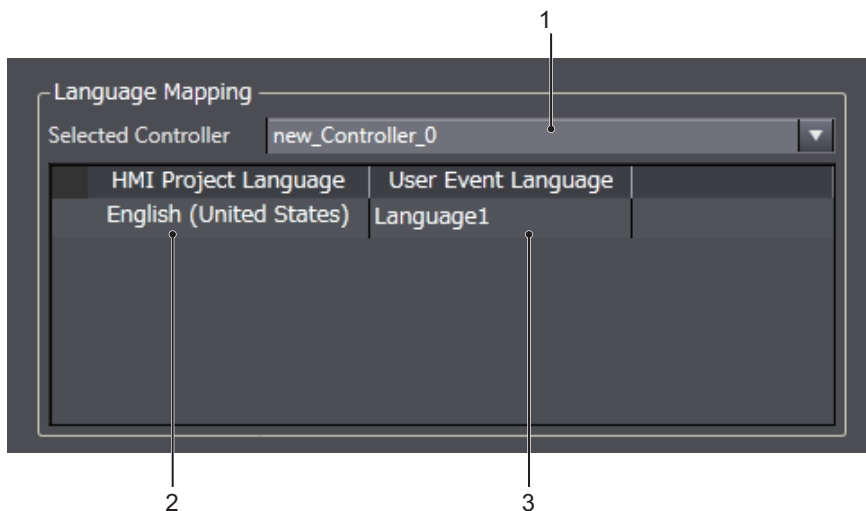 1
Language Mapping
Selected Controller new_Controller_0
HMI Project Language User Event Language
English (United States) Language1
2 3